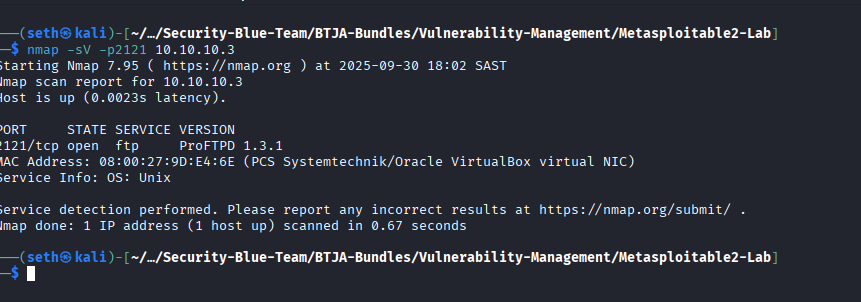 ──(seth㉿kali)-[~/…/Security-Blue-Team/BTJA-Bundles/Vulnerability-Management/Metasploitable2-Lab]
─$ nmap -sV -p2121 10.10.10.3
Starting Nmap 7.95 ( https://nmap.org ) at 2025-09-30 18:02 SAST
Nmap scan report for 10.10.10.3
Host is up (0.0023s latency).
PORT     STATE SERVICE VERSION
2121/tcp open  ftp     ProFTPD 1.3.1
MAC Address: 08:00:27:9D:E4:6E (PCS Systemtechnik/Oracle VirtualBox virtual NIC)
Service Info: OS: Unix
Service detection performed. Please report any incorrect results at https://nmap.org/submit/ .
Nmap done: 1 IP address (1 host up) scanned in 0.67 seconds
──(seth㉿kali)-[~/…/Security-Blue-Team/BTJA-Bundles/Vulnerability-Management/Metasploitable2-Lab]
─$